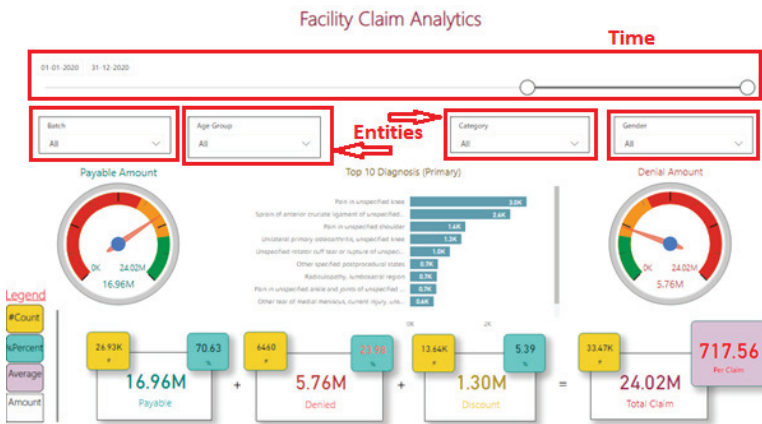 Facility Claim Analytics
Time
01-01-2020 31-12-2020
Batch
All
Age Group
All
Entities
Category
All
Gender
All
Payable Amount
0K 24.02M
16.96M
Top 10 Diagnosis (Primary)
Pain in unspecified knee 3.0K
Sprain of anterior cruciate ligament of unspecified... 2.6K
Pain in unspecified shoulder 1.6K
Unilateral primary osteoarthritis, unspecified knee 1.3K
Unspecified rotator cuff tear or rupture of unspeci... 1.0K
Other specified postprocedural states 0.7K
Radiculopathy, lumbosacral region 0.7K
Pain in unspecified ankle and joints of unspecified ... 0.7K
Other tear of medial meniscus, current injury, uns... 0.6K
0K 2K
Denial Amount
0K 24.02M
5.76M
Legend
#Count
%Percent
Average
Amount
26.93K
#
70.63
%
16.96M
Payable
+
6460
#
23.98
%
5.76M
Denied
+
13.64K
#
5.39
%
1.30M
Discount
=
33.47K
#
717.56
Per Claim
24.02M
Total Claim